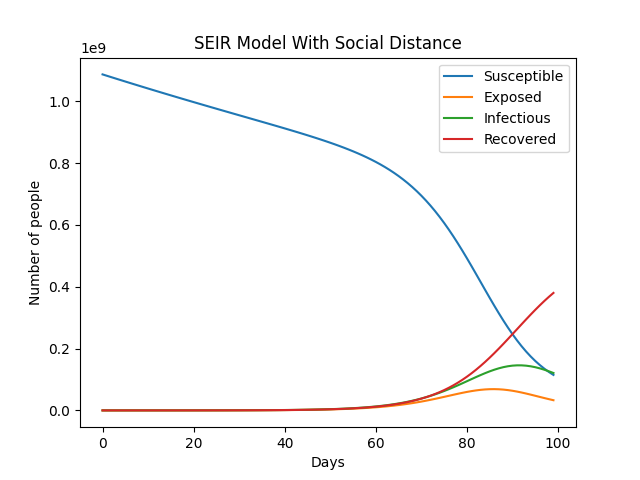 SEIR Model With Social Distance
1e9
Susceptible
Exposed
Infectious
Recovered
Number of people
1.0
0.8
0.6
0.4
0.2
0.0
0 20 40 60 80 100
Days